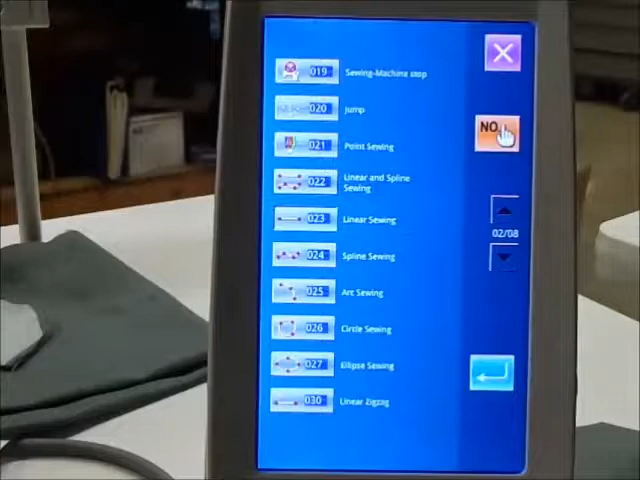 019 Sewing-Machine stop
020 Jump
NO.
021 Point Sewing
022 Linear and Spline
Sewing
023 Linear Sewing
02/08
024 Spline Sewing
025 Arc Sewing
026 Circle Sewing
027 Ellipse Sewing
030 Linear Zigzag